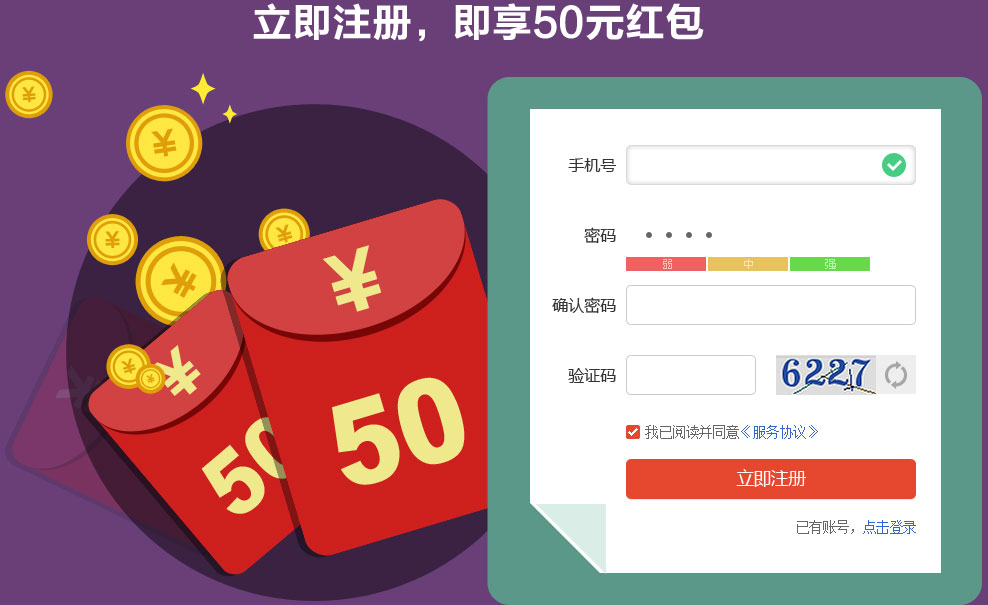 立即注册，即享50元红包
¥
¥
¥
¥
¥
¥
¥
¥
¥
50
50
手机号
密码
弱 中 强
确认密码
验证码 6227
我已阅读并同意《服务协议》
立即注册
已有账号，点击登录